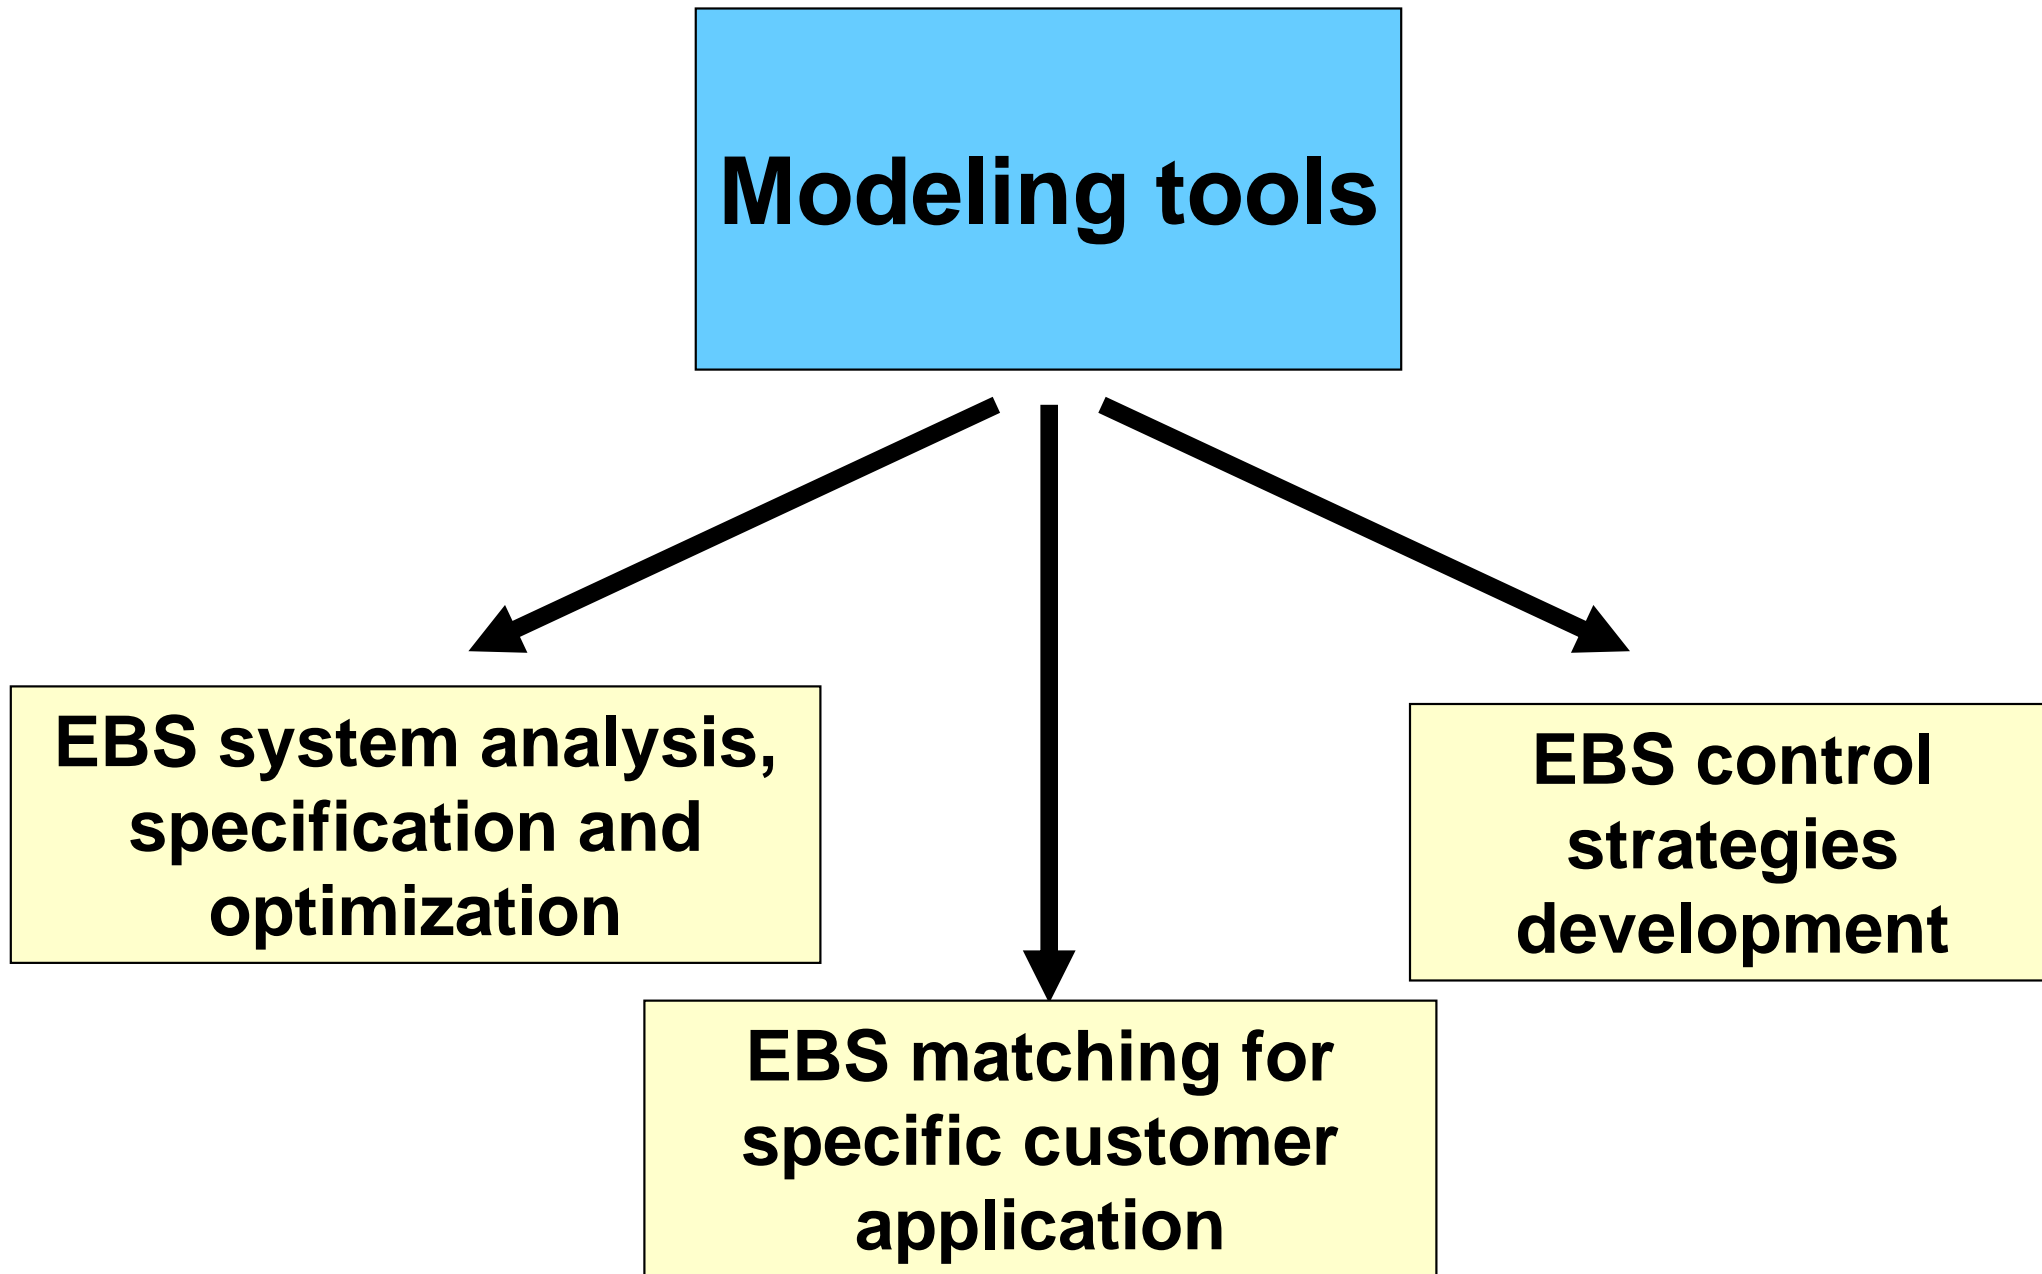 Modeling tools
EBS system analysis,
specification and
optimization
EBS control
strategies
development
EBS matching for
specific customer
application